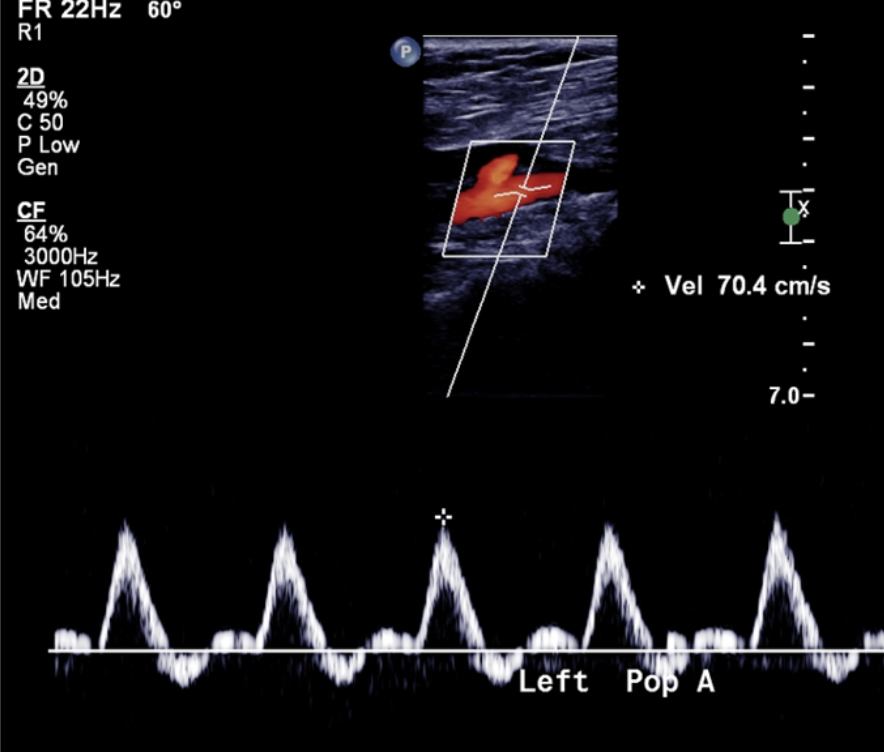 FR 22Hz 60°
R1
2D
49%
C 50
P Low
Gen
CF
64%
3000Hz
WF 105Hz
Med
P
X
Vel 70.4 cm/s
7.0
Left Pop A